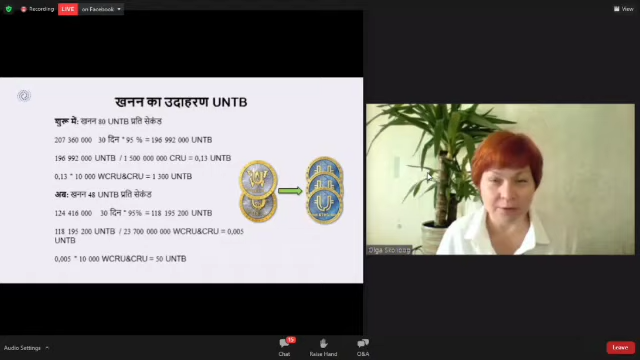 Recording
LIVE
on Facebook
View
खनन का उदाहरण UNTB
शुरू में: खनन 80 UNTB प्रति सेकंड
207 360 000 30 दिन * 95 % = 196 992 000 UNTB
196 992 000 UNTB / 1 500 000 000 CRU = 0,13 UNTB
0,13 * 10 000 WCRU&CRU = 1 300 UNTB
अब: खनन 48 UNTB प्रति सेकंड
124 416 000 30 दिन * 95% = 118 195 200 UNTB
118 195 200 UNTB / 23 700 000 000 WCRU&CRU = 0,005
UNTB
0,005 * 10 000 WCRU&CRU = 50 UNTB
Audio Settings
15
Chat
Raise Hand
Q&A
Leave